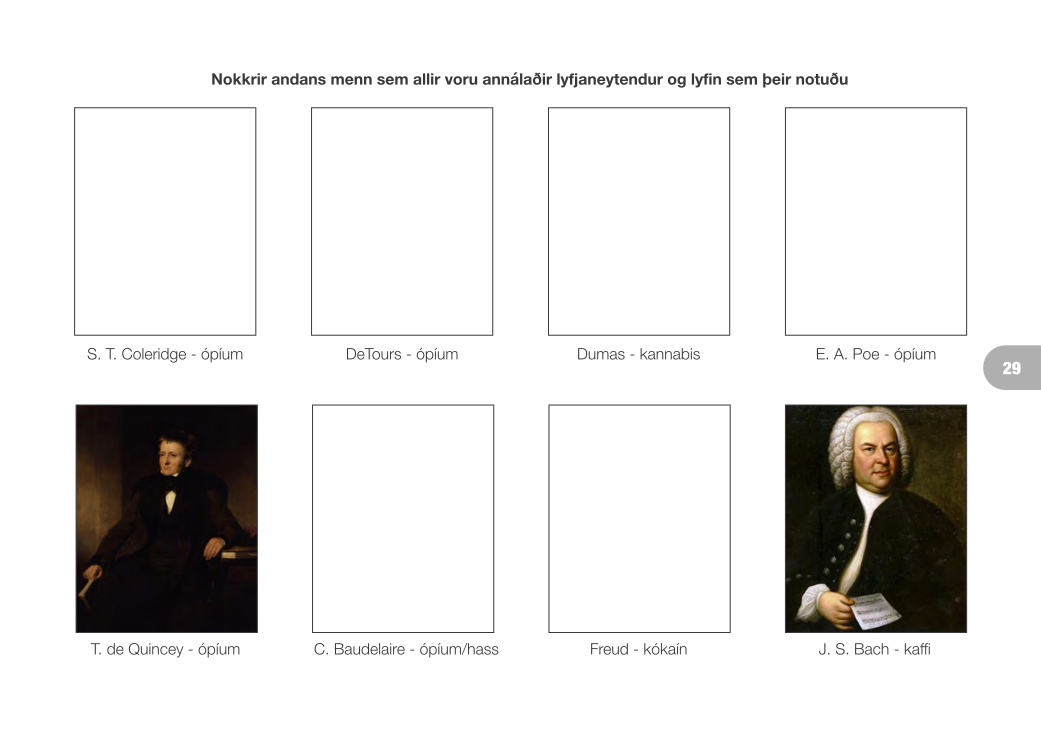 Nokkrir andans menn sem allir voru annálaðir lyfjaneytendur og lyfin sem þeir notuðu
S. T. Coleridge - ópíum
DeTours - ópíum
Dumas - kannabis
E. A. Poe - ópíum
29
T. de Quincey - ópíum
C. Baudelaire - ópíum/hass
Freud - kókaín
J. S. Bach - kaffi